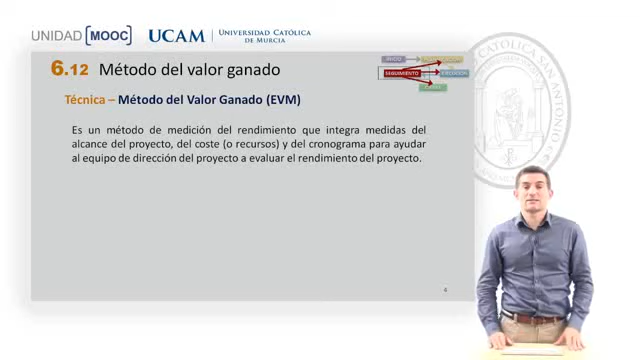 UNIDAD MOOC
UCAM
UNIVERSIDAD CATÓLICA
DE MURCIA
6.12 Método del valor ganado
INICIO
SEGUIMIENTO
EJECUCIÓN
CIERRE
Técnica – Método del Valor Ganado (EVM)
Es un método de medición del rendimiento que integra medidas del
alcance del proyecto, del coste (o recursos) y del cronograma para ayudar
al equipo de dirección del proyecto a evaluar el rendimiento del proyecto.
4